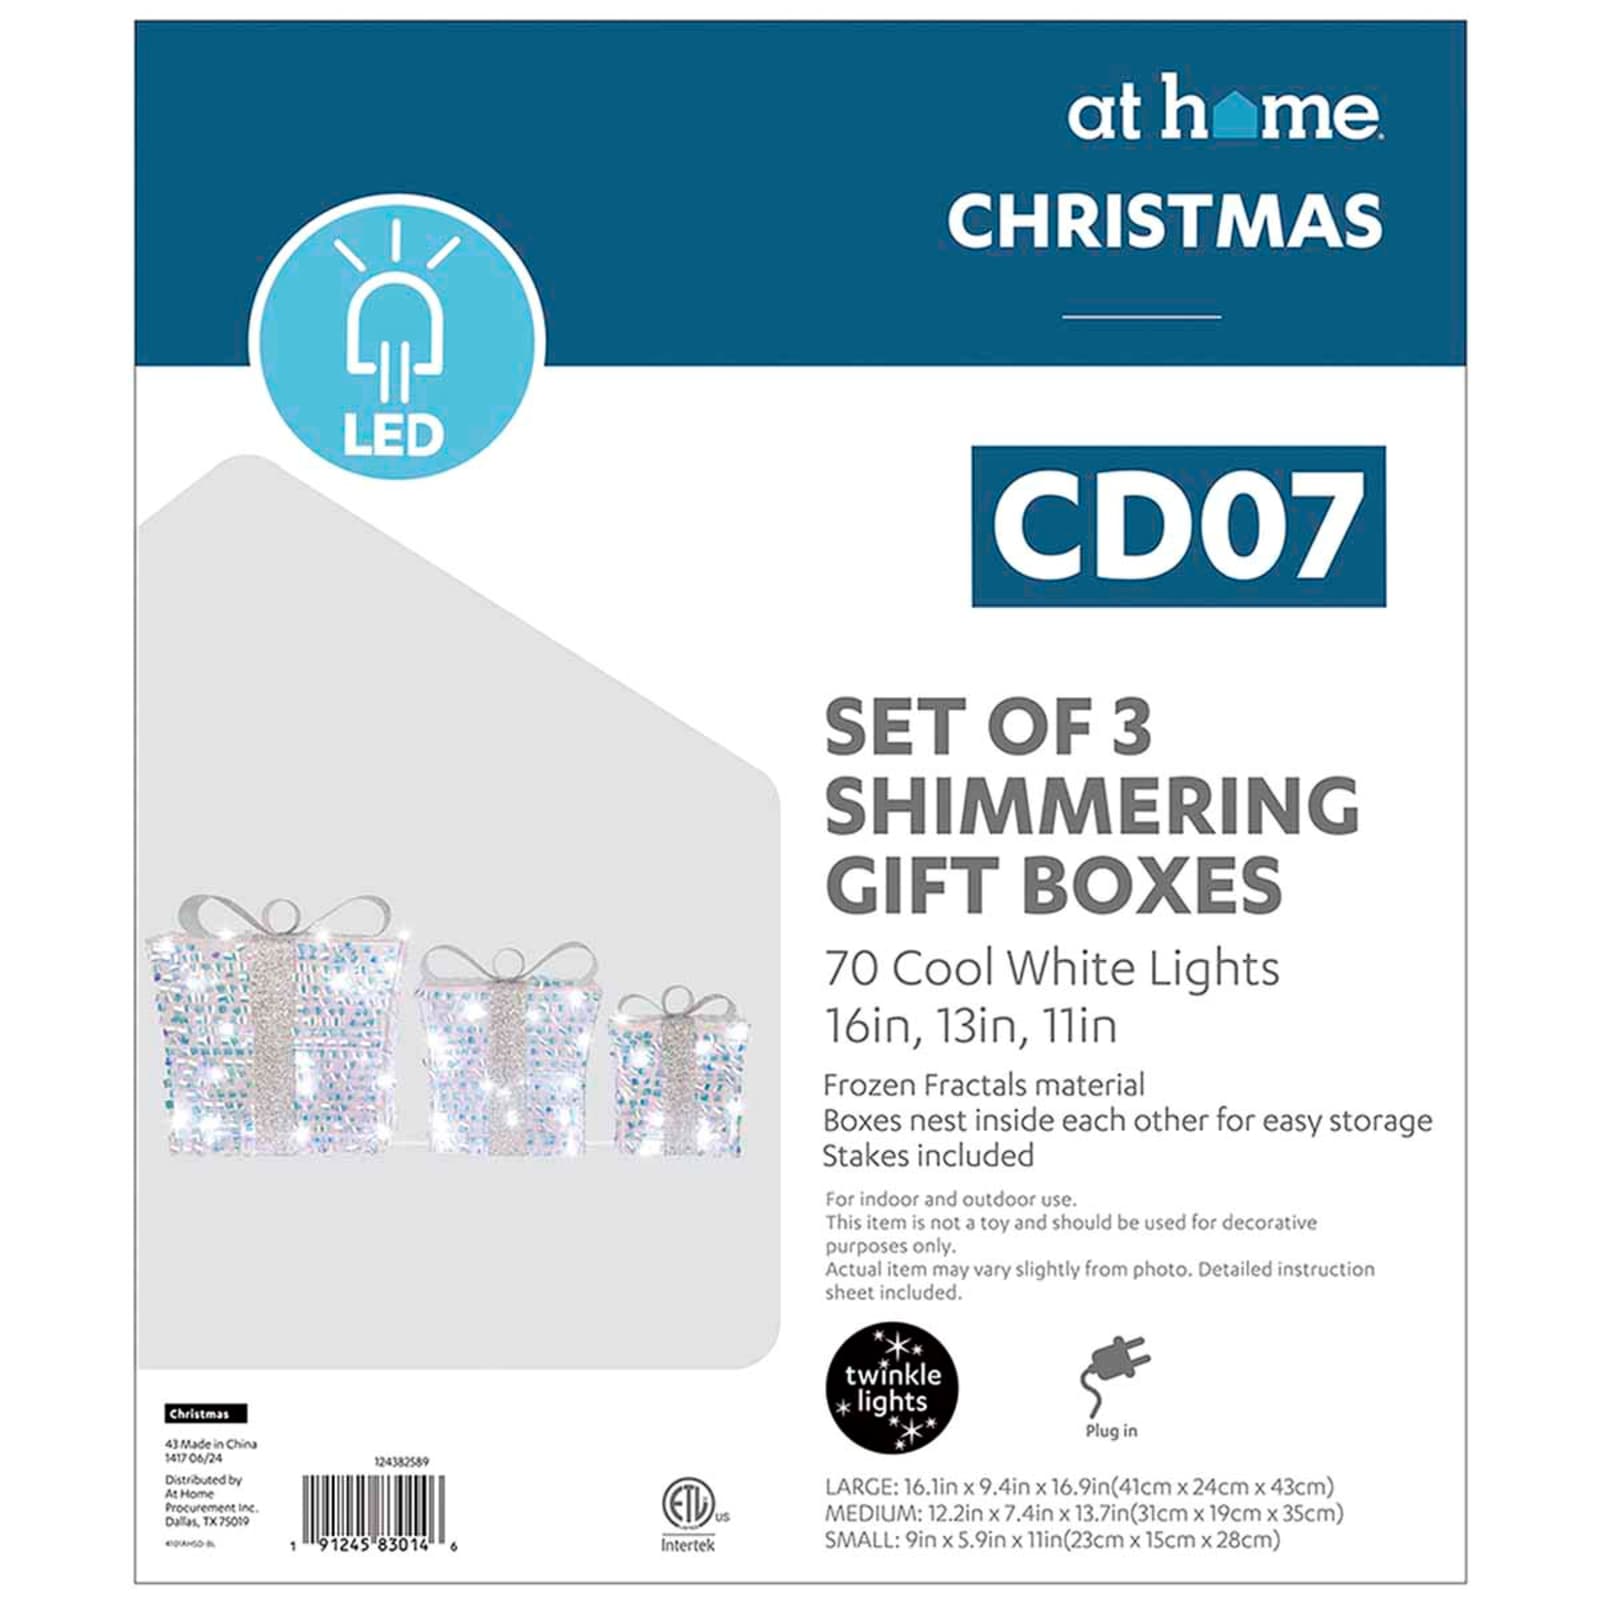 at home
CHRISTMAS
LED
CD07
SET OF 3
SHIMMERING
GIFT BOXES
70 Cool White Lights
16in, 13in, 11in
Frozen Fractals material
Boxes nest inside each other for easy storage
Stakes included
For indoor and outdoor use.
This item is not a toy and should be used for decorative
purposes only.
Actual item may vary slightly from photo. Detailed instruction
sheet included.
twinkle
lights
Plug in
LARGE: 16.1in x 9.4in x 16.9in(41cm x 24cm x 43cm)
MEDIUM: 12.2in x 7.4in x 13.7in(31cm x 19cm x 35cm)
SMALL: 9in x 5.9in x 11in(23cm x 15cm x 28cm)
Christmas
43 Made in China
1417 06/24
Distributed by
At Home
Procurement Inc.
Dallas, TX 75019
124382589
1 91245 83014 6
ETL US
Intertek